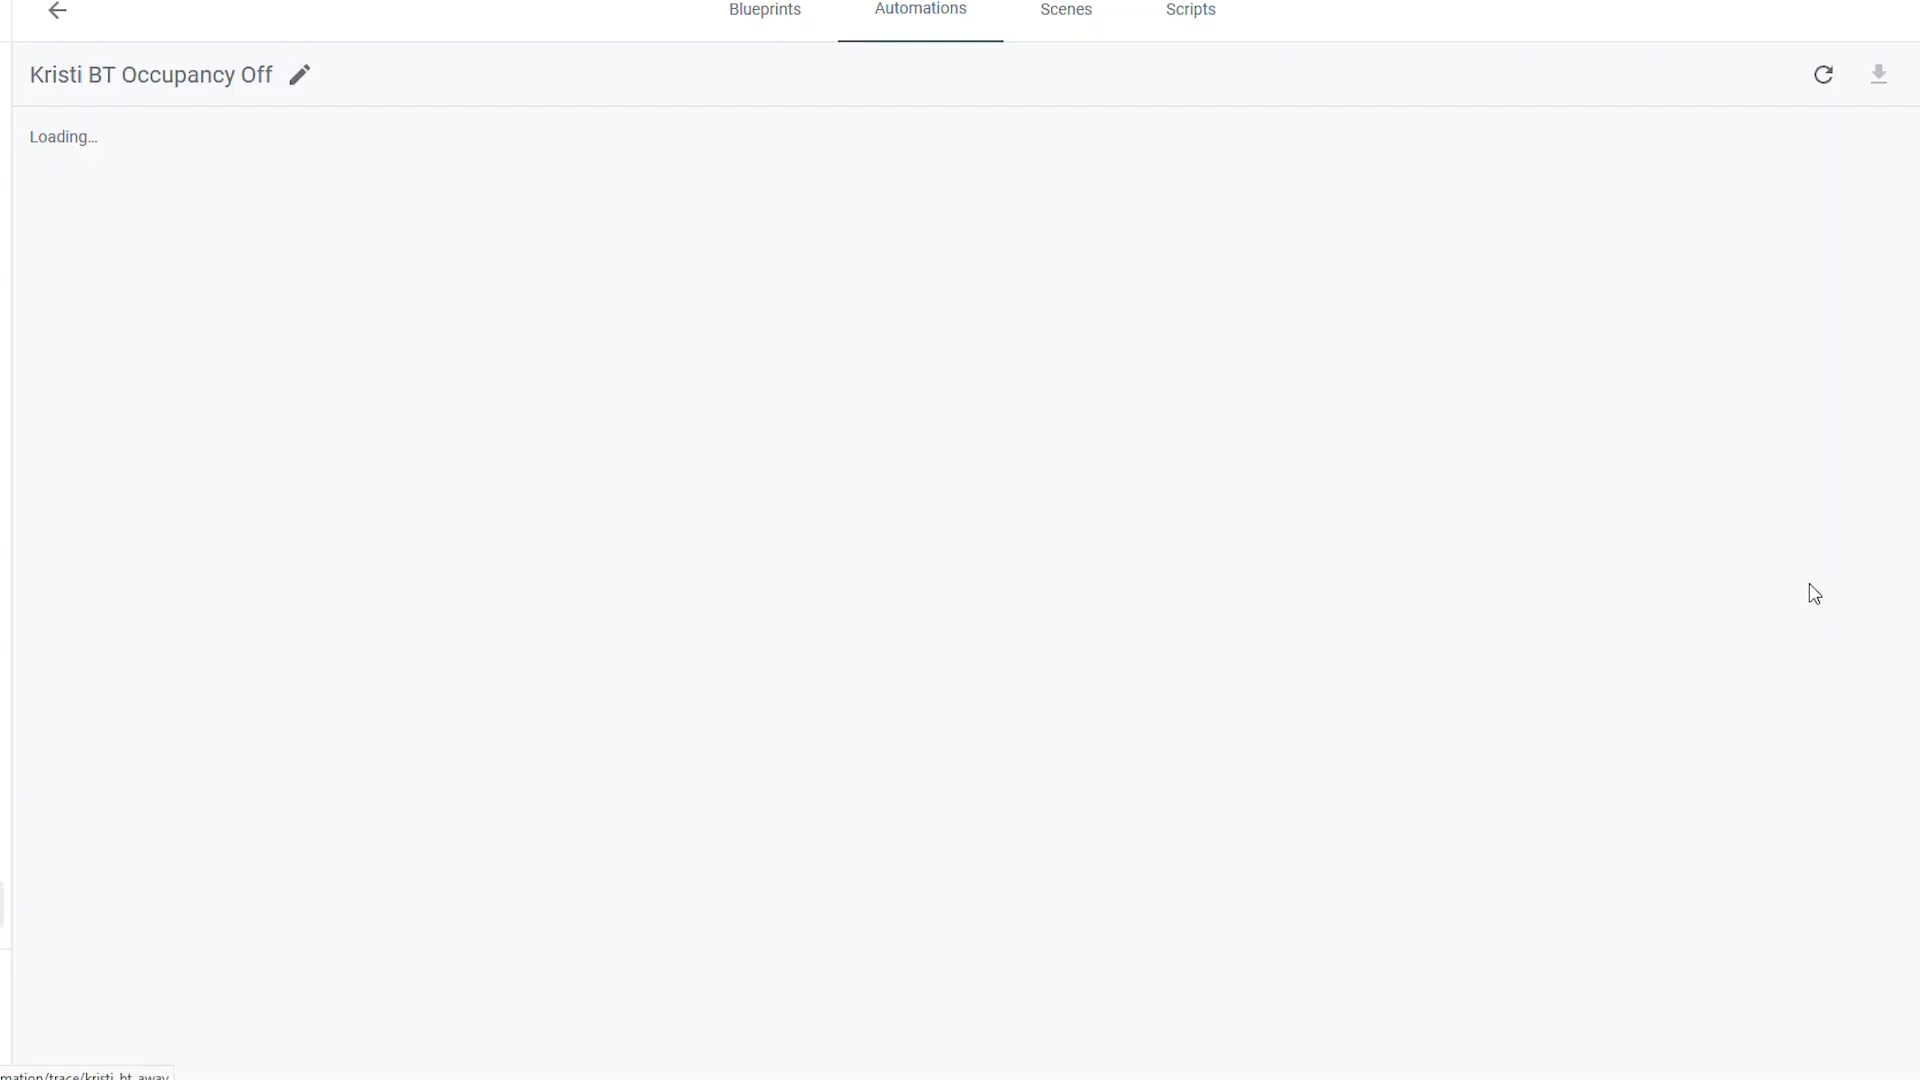 Blueprints Automations Scenes Scripts
Kristi BT Occupancy Off
Loading...
mation/trace/kristi_bt_away